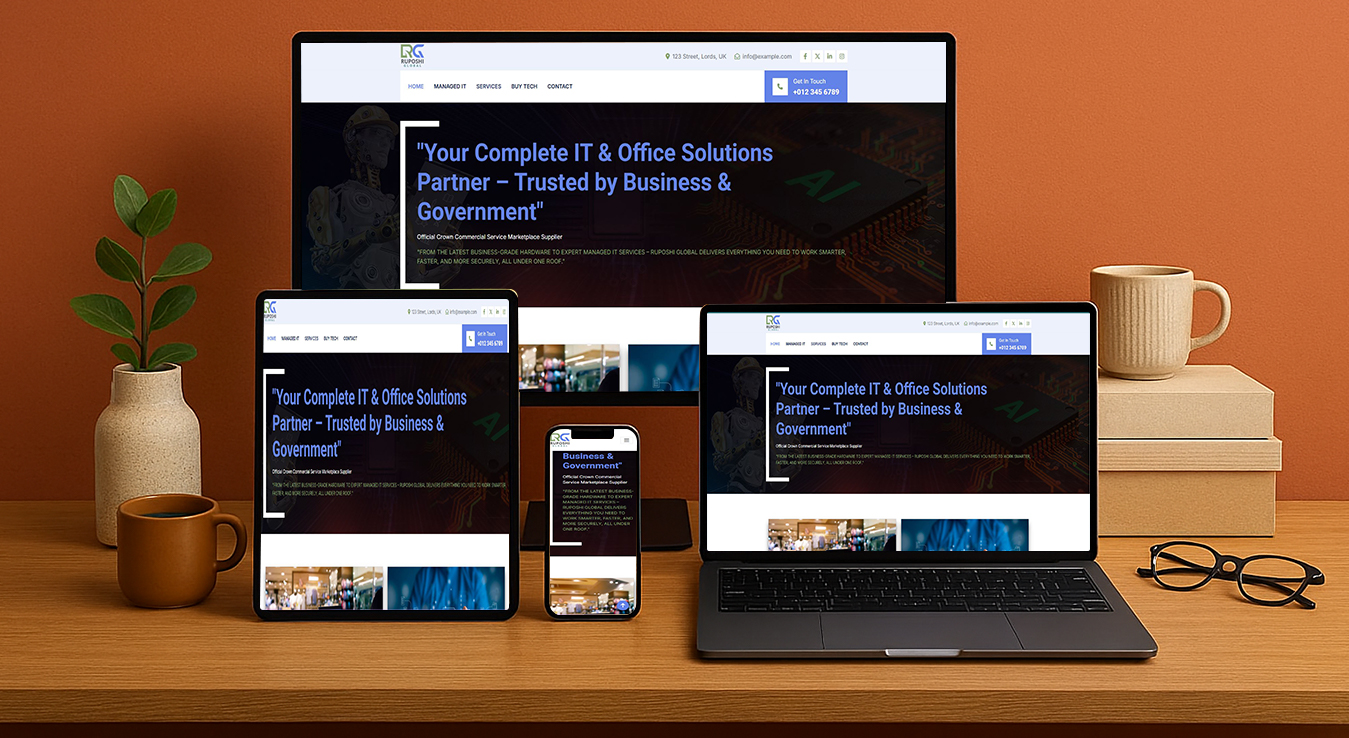 RG
RUPOSHI
GLOBAL
123 Street, Lords, UK
info@example.com
HOME
MANAGED IT
SERVICES
BUY TECH
CONTACT
Get In Touch
+012 345 6789
AI
"Your Complete IT & Office Solutions
Partner – Trusted by Business &
Government"
Official Crown Commercial Service Marketplace Supplier
"FROM THE LATEST BUSINESS-GRADE HARDWARE TO EXPERT MANAGED IT SERVICES – RUPOSHI GLOBAL DELIVERS EVERYTHING YOU NEED TO WORK SMARTER,
FASTER, AND MORE SECURELY, ALL UNDER ONE ROOF."
RG
RUPOSHI
123 Street, Lords, UK
info@example.com
HOME
MANAGED IT
SERVICES
BUY TECH
CONTACT
Get In Touch
+012 345 6789
AI
"Your Complete IT & Office Solutions
Partner – Trusted by Business &
Government"
Official Crown Commercial Service Marketplace Supplier
"FROM THE LATEST BUSINESS-GRADE HARDWARE TO EXPERT MANAGED IT SERVICES – RUPOSHI GLOBAL DELIVERS EVERYTHING YOU NEED TO WORK SMARTER,
FASTER, AND MORE SECURELY, ALL UNDER ONE ROOF."
RG
RUPOSHI
Business &
Government"
Official Crown Commercial
Service Marketplace Supplier
"FROM THE LATEST BUSINESS-
GRADE HARDWARE TO EXPERT
MANAGED IT SERVICES –
RUPOSHI GLOBAL DELIVERS
EVERYTHING YOU NEED TO
WORK SMARTER, FASTER, AND
MORE SECURELY, ALL UNDER
ONE ROOF."
RG
RUPOSHI
123 Street, Lords, UK
info@example.com
HOME
MANAGED IT
SERVICES
BUY TECH
CONTACT
Get In Touch
+012 345 6789
AI
"Your Complete IT & Office Solutions
Partner – Trusted by Business &
Government"
Official Crown Commercial Service Marketplace Supplier
"FROM THE LATEST BUSINESS-GRADE HARDWARE TO EXPERT MANAGED IT SERVICES – RUPOSHI GLOBAL DELIVERS EVERYTHING YOU NEED TO WORK SMARTER,
FASTER, AND MORE SECURELY, ALL UNDER ONE ROOF."